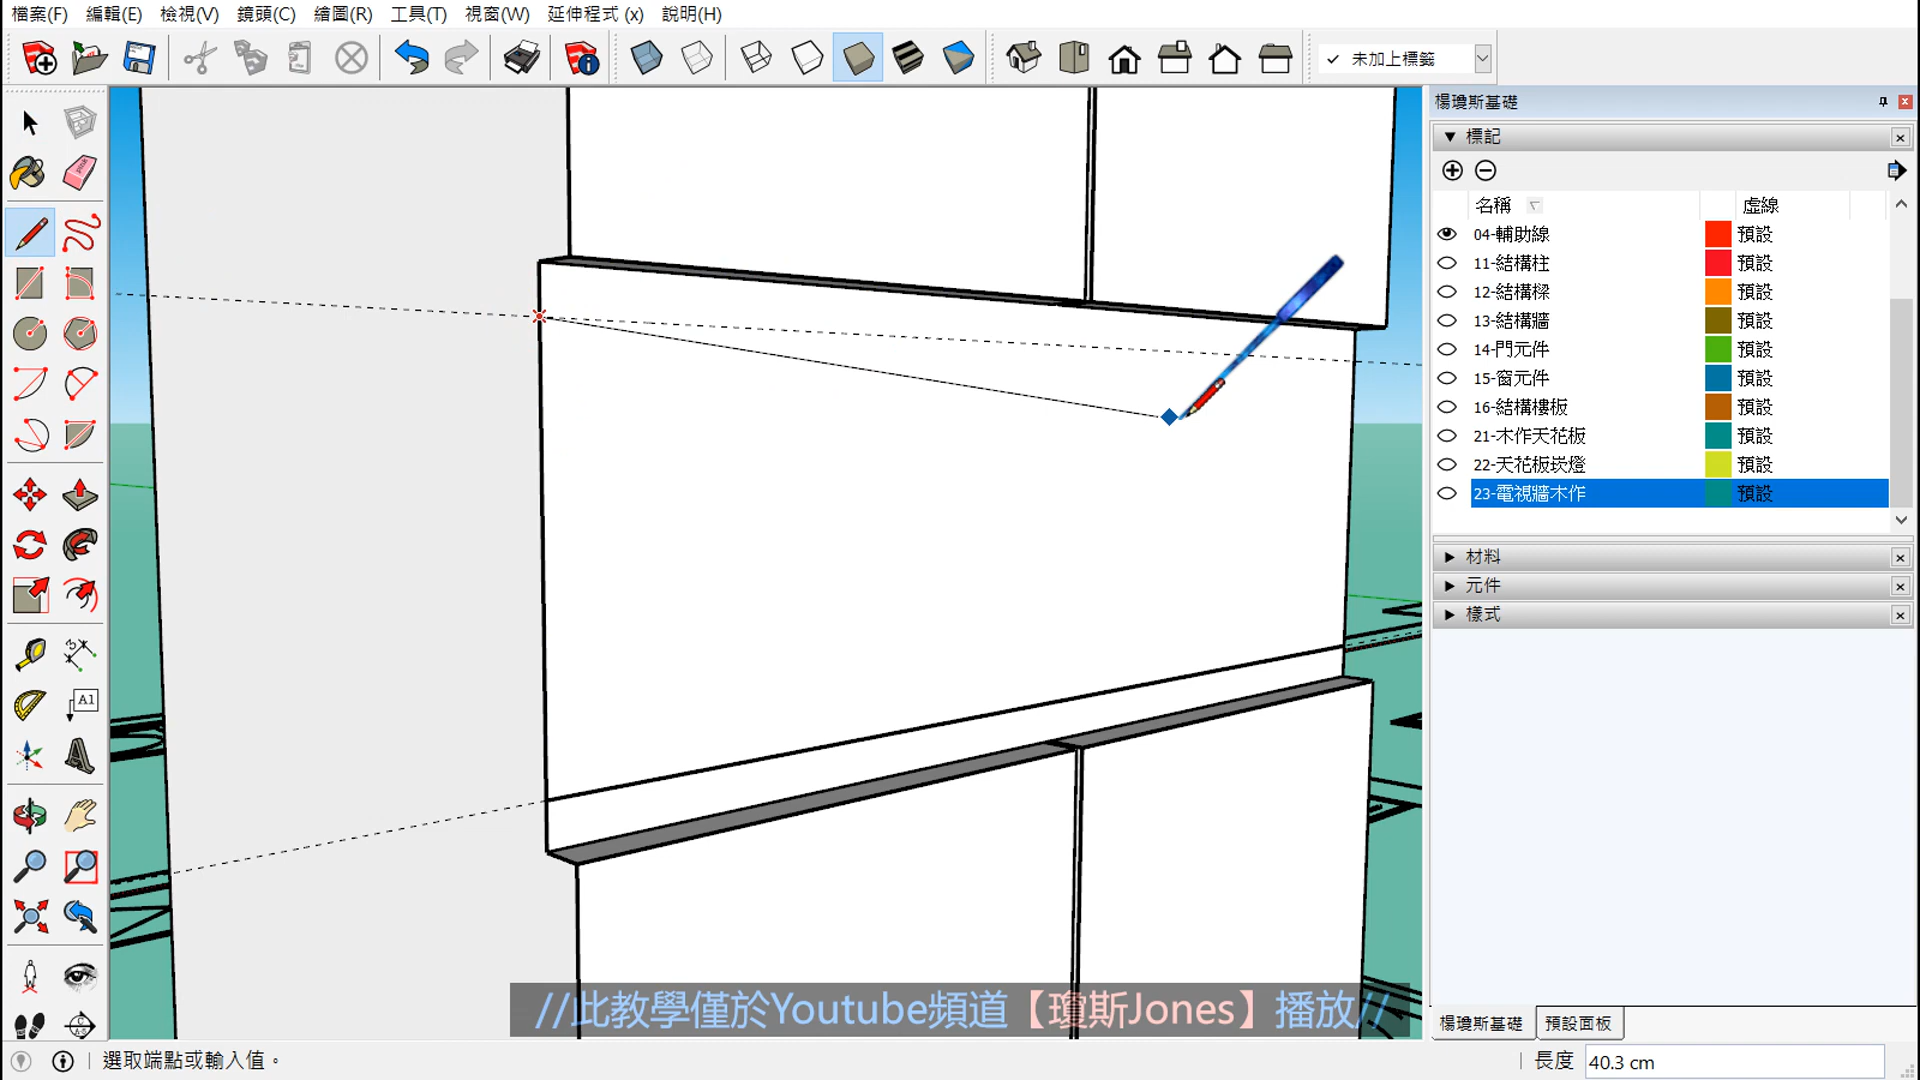 檔案(F) 編輯(E) 檢視(V) 鏡頭(C) 繪圖(R) 工具(T) 視窗(W) 延伸程式 (x) 說明(H)
未加上標籤
楊瓊斯基礎
標記
名稱 虛線
04-輔助線 預設
11-結構柱 預設
12-結構樑 預設
13-結構牆 預設
14-門元件 預設
15-窗元件 預設
16-結構樓板 預設
21-木作天花板 預設
22-天花板崁燈 預設
23-電視牆木作 預設
材料
元件
樣式
A1
//此教學僅於Youtube頻道【瓊斯Jones】播放//
楊瓊斯基礎 預設面板
選取端點或輸入值。
長度 40.3 cm